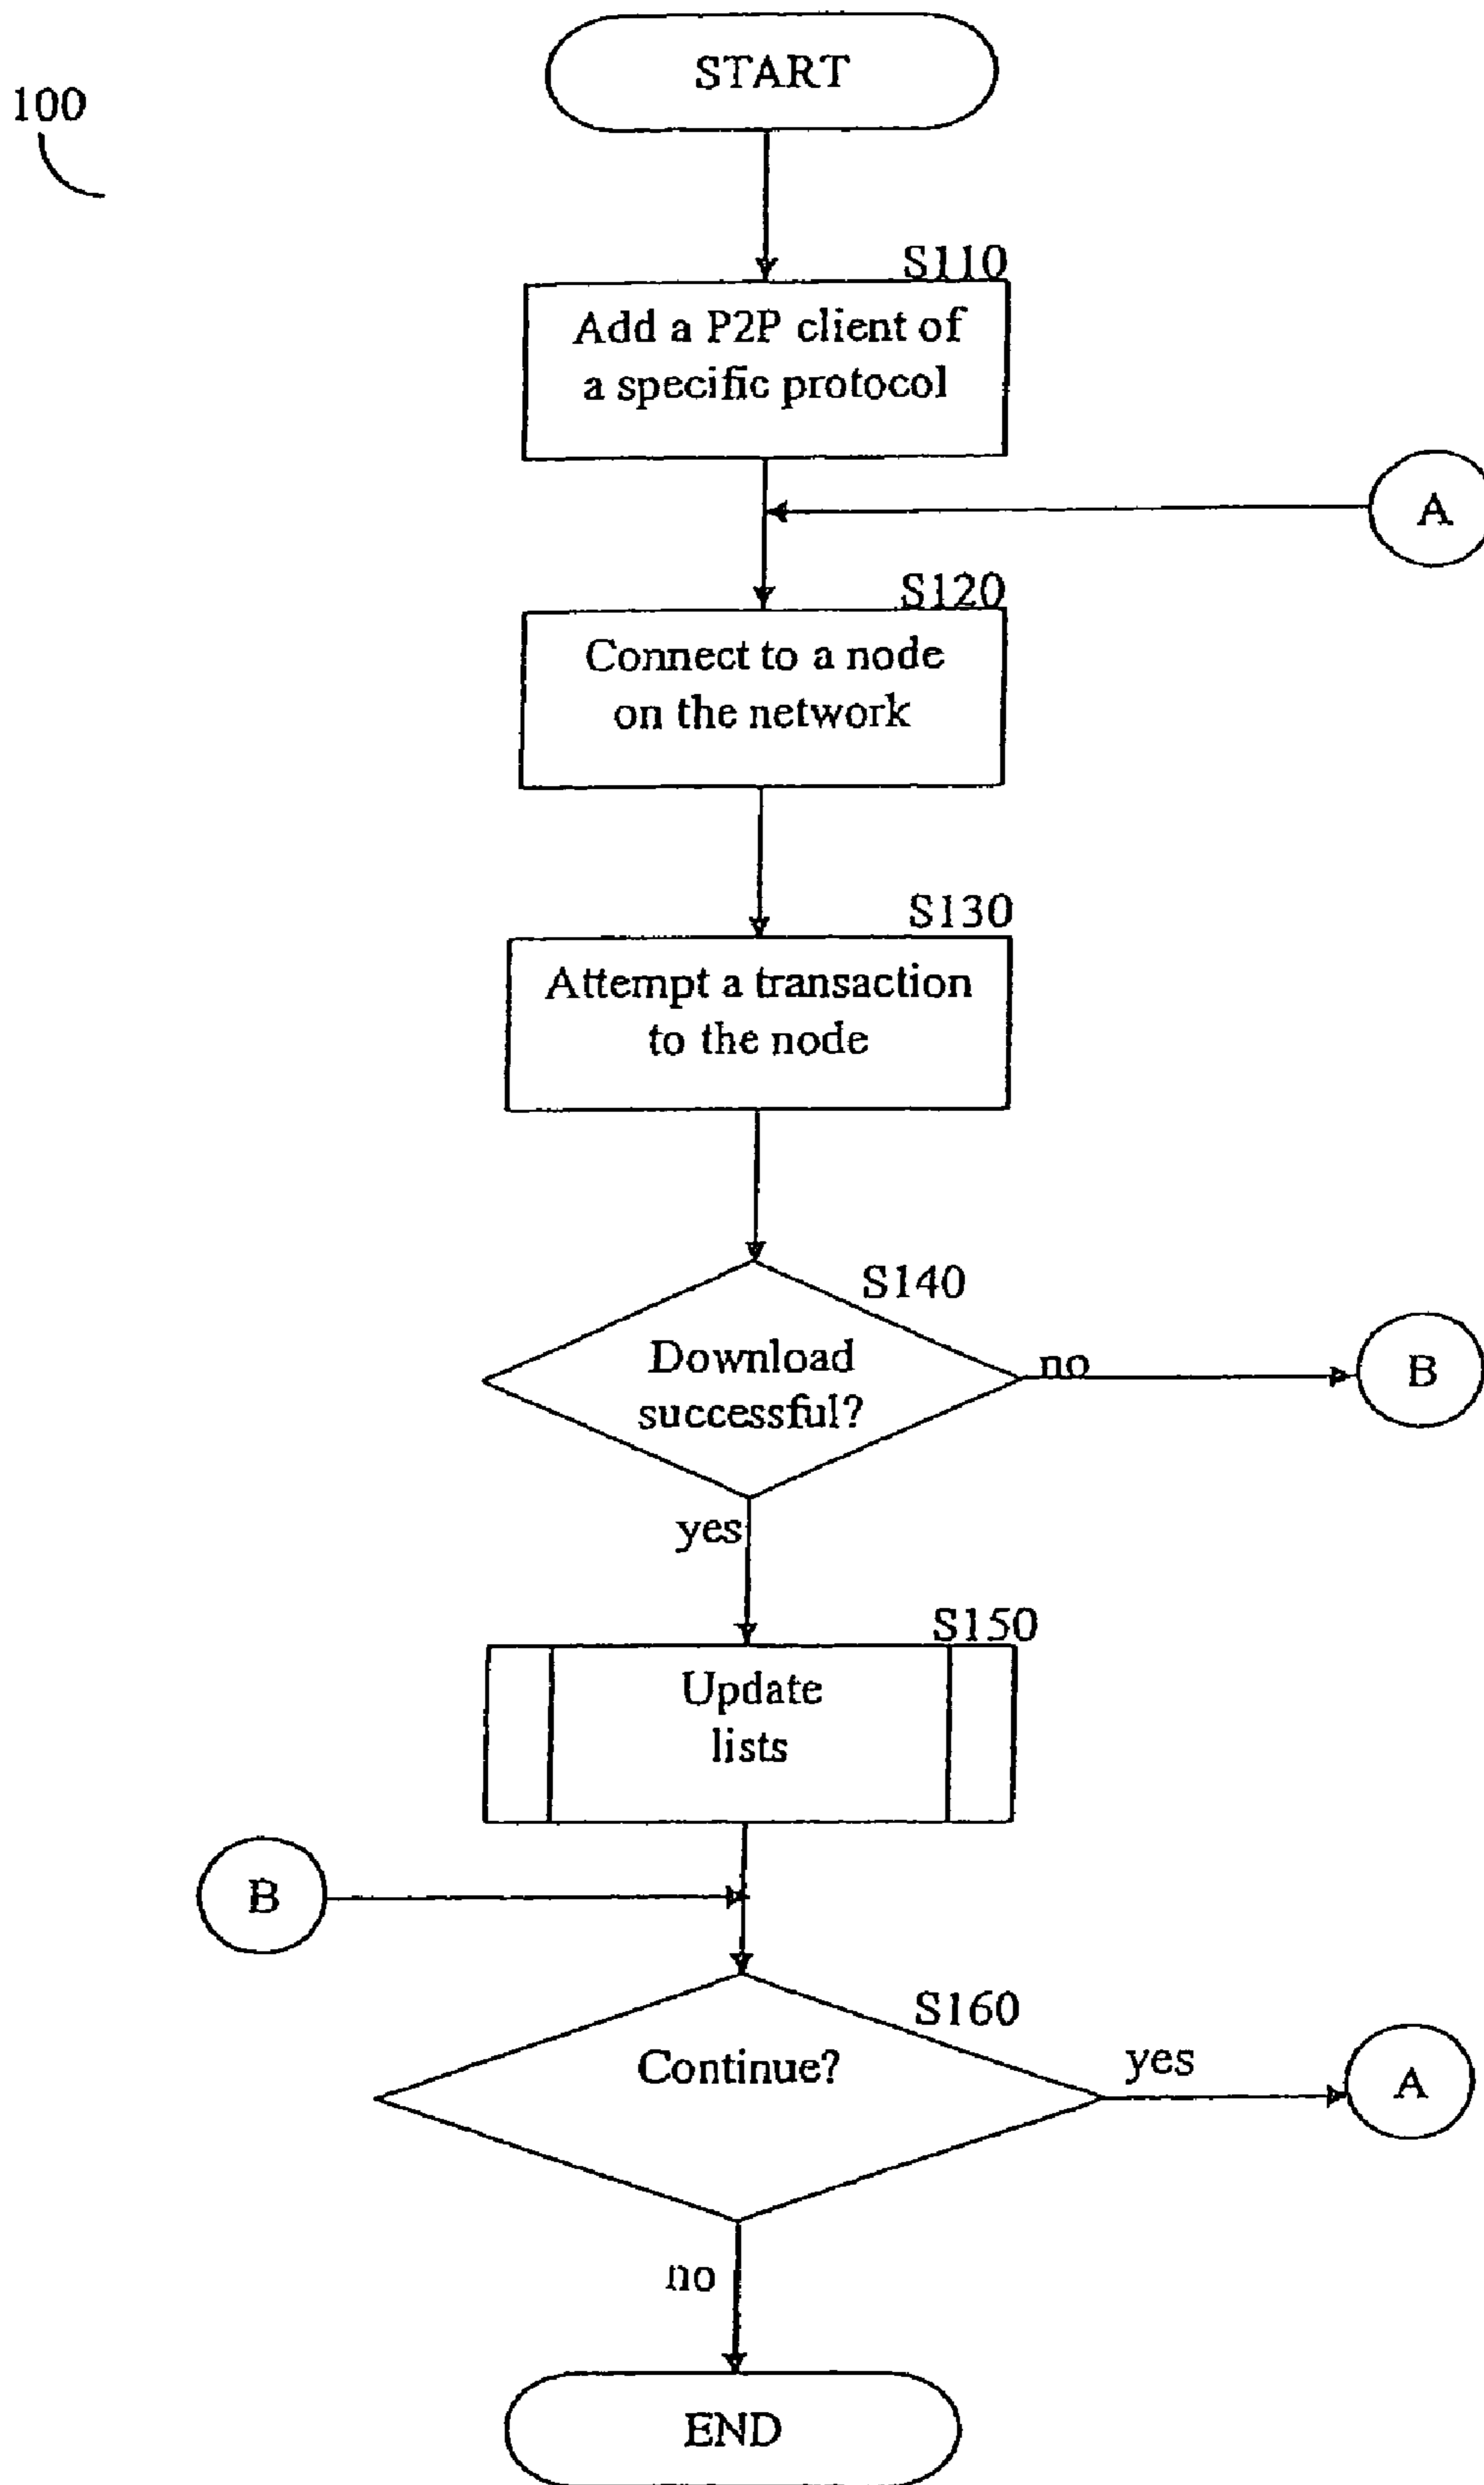 START
100
S110
Add a P2P client of
a specific protocol
A
S120
Connect to a node
on the network
S130
Attempt a transaction
to the node
S140
Download
successful?
no
B
yes
S150
Update
lists
B
S160
Continue?
yes
A
no
END